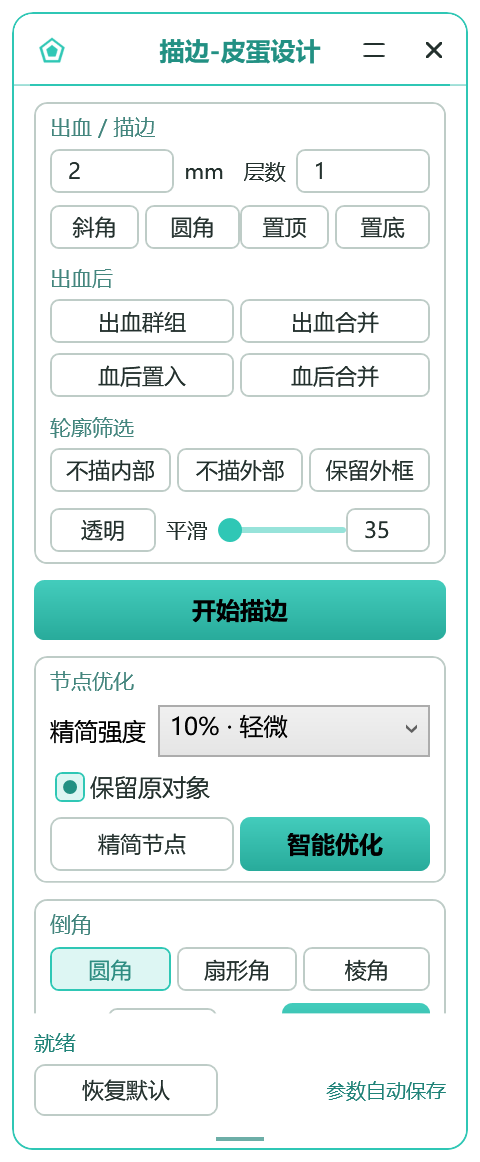 描边-皮蛋设计
出血 / 描边
2 mm 层数 1
斜角 圆角 置顶 置底
出血后
出血群组 出血合并
血后置入 血后合并
轮廓筛选
不描内部 不描外部 保留外框
透明 平滑 35
开始描边
节点优化
精简强度 10% · 轻微
保留原对象
精简节点 智能优化
倒角
圆角 扇形角 棱角
就绪
恢复默认 参数自动保存